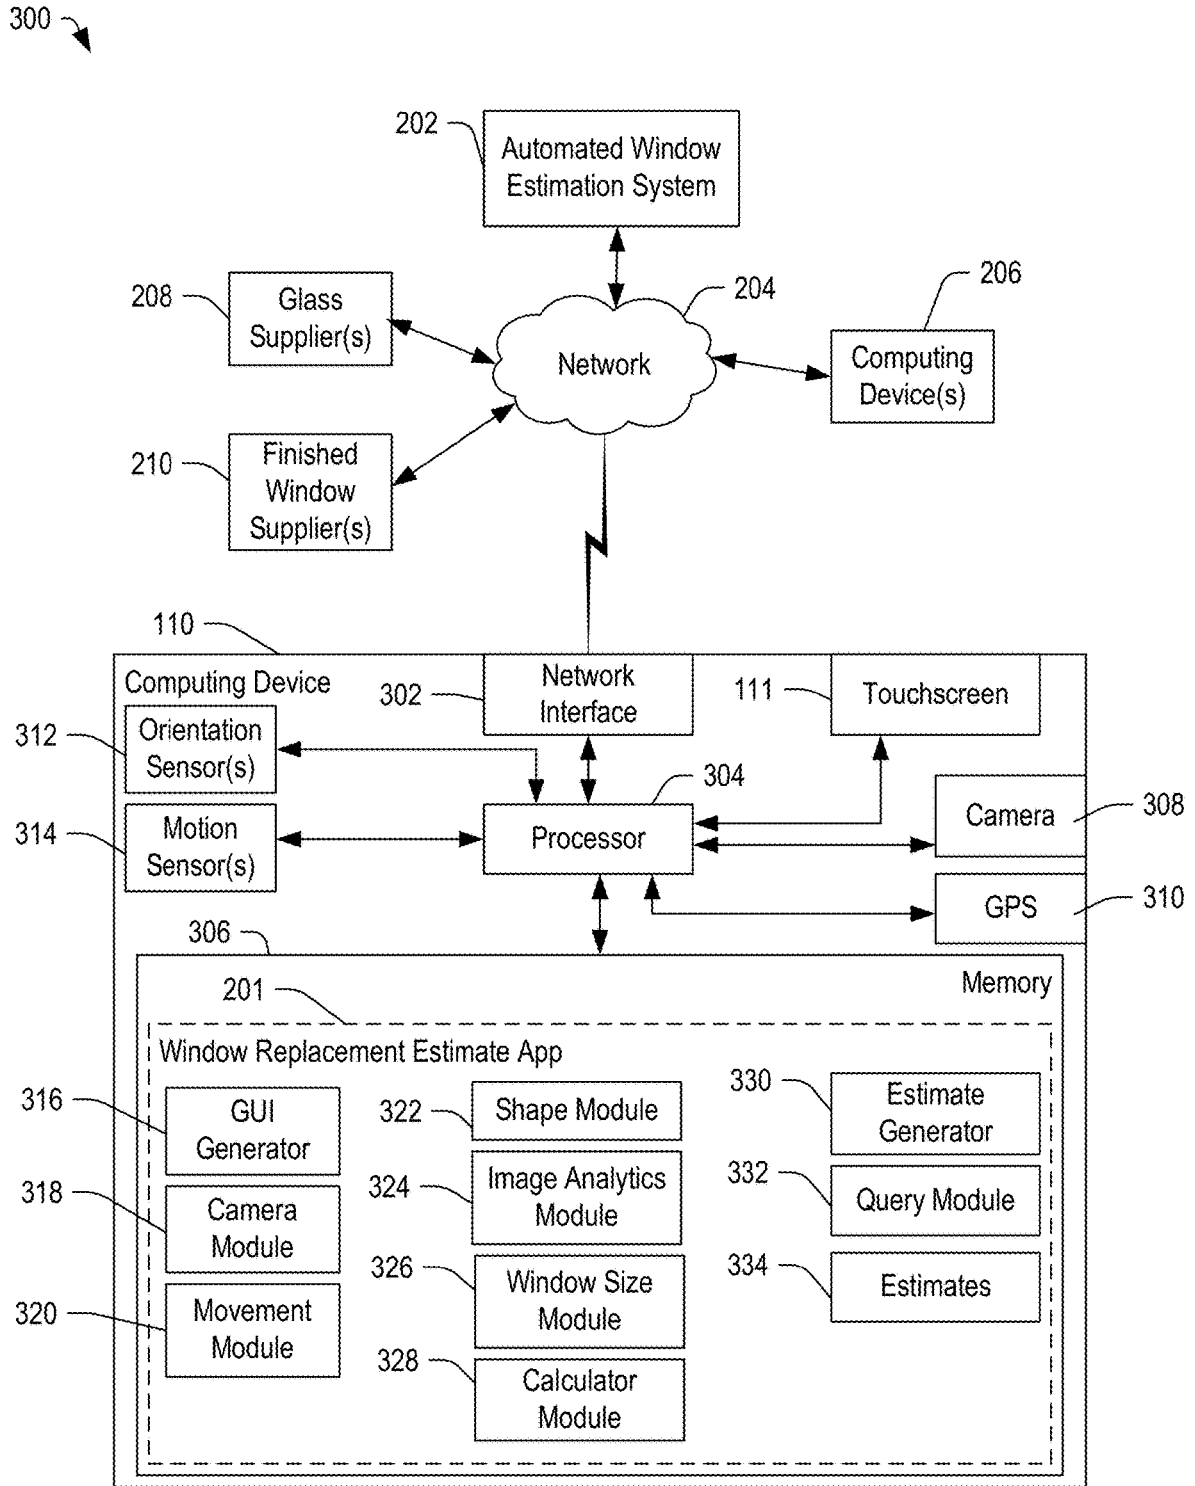 300
202
Automated Window
Estimation System
208
Glass
Supplier(s)
204
Network
206
Computing
Device(s)
210
Finished
Window
Supplier(s)
110
Computing Device
302
Network
Interface
111
Touchscreen
312
Orientation
Sensor(s)
304
Processor
308
Camera
314
Motion
Sensor(s)
310
GPS
306
Memory
201
Window Replacement Estimate App
316
GUI
Generator
318
Camera
Module
320
Movement
Module
322
Shape Module
324
Image Analytics
Module
326
Window Size
Module
328
Calculator
Module
330
Estimate
Generator
332
Query Module
334
Estimates